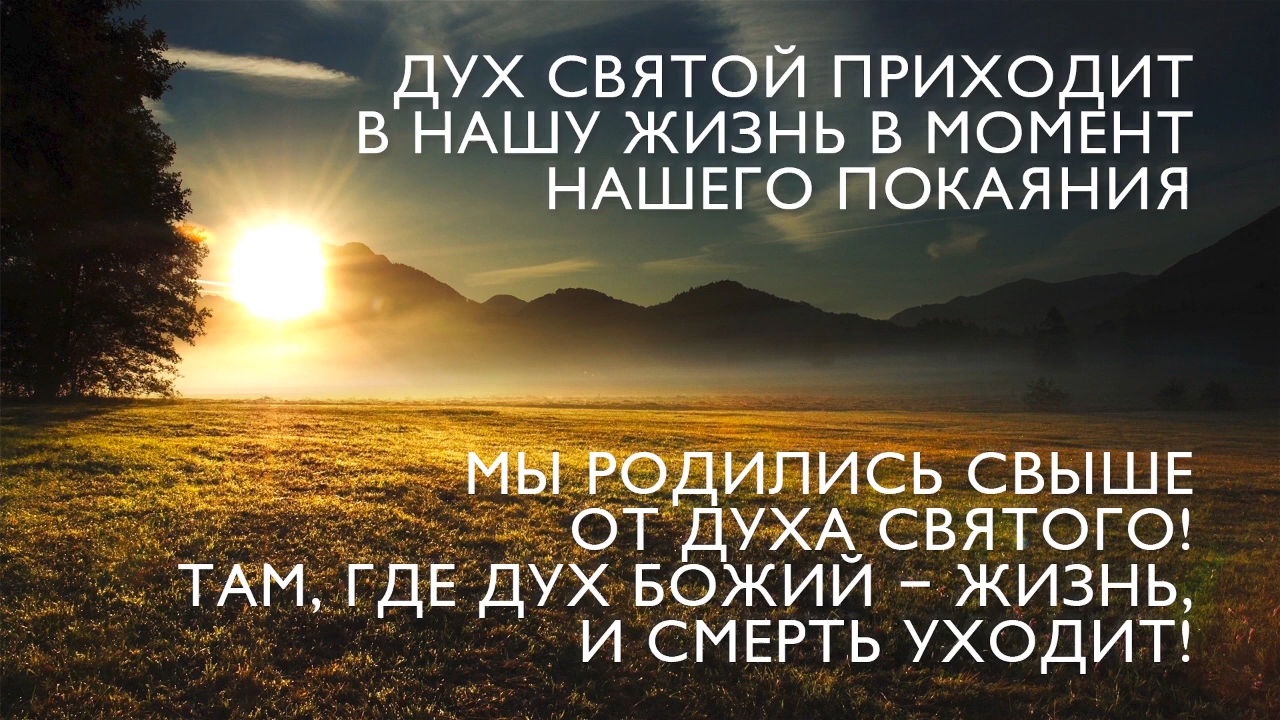 ДУХ СВЯТОЙ ПРИХОДИТ
В НАШУ ЖИЗНЬ В МОМЕНТ
НАШЕГО ПОКАЯНИЯ
МЫ РОДИЛИСЬ СВЫШЕ
ОТ ДУХА СВЯТОГО!
ТАМ, ГДЕ ДУХ БОЖИЙ – ЖИЗНЬ,
И СМЕРТЬ УХОДИТ!